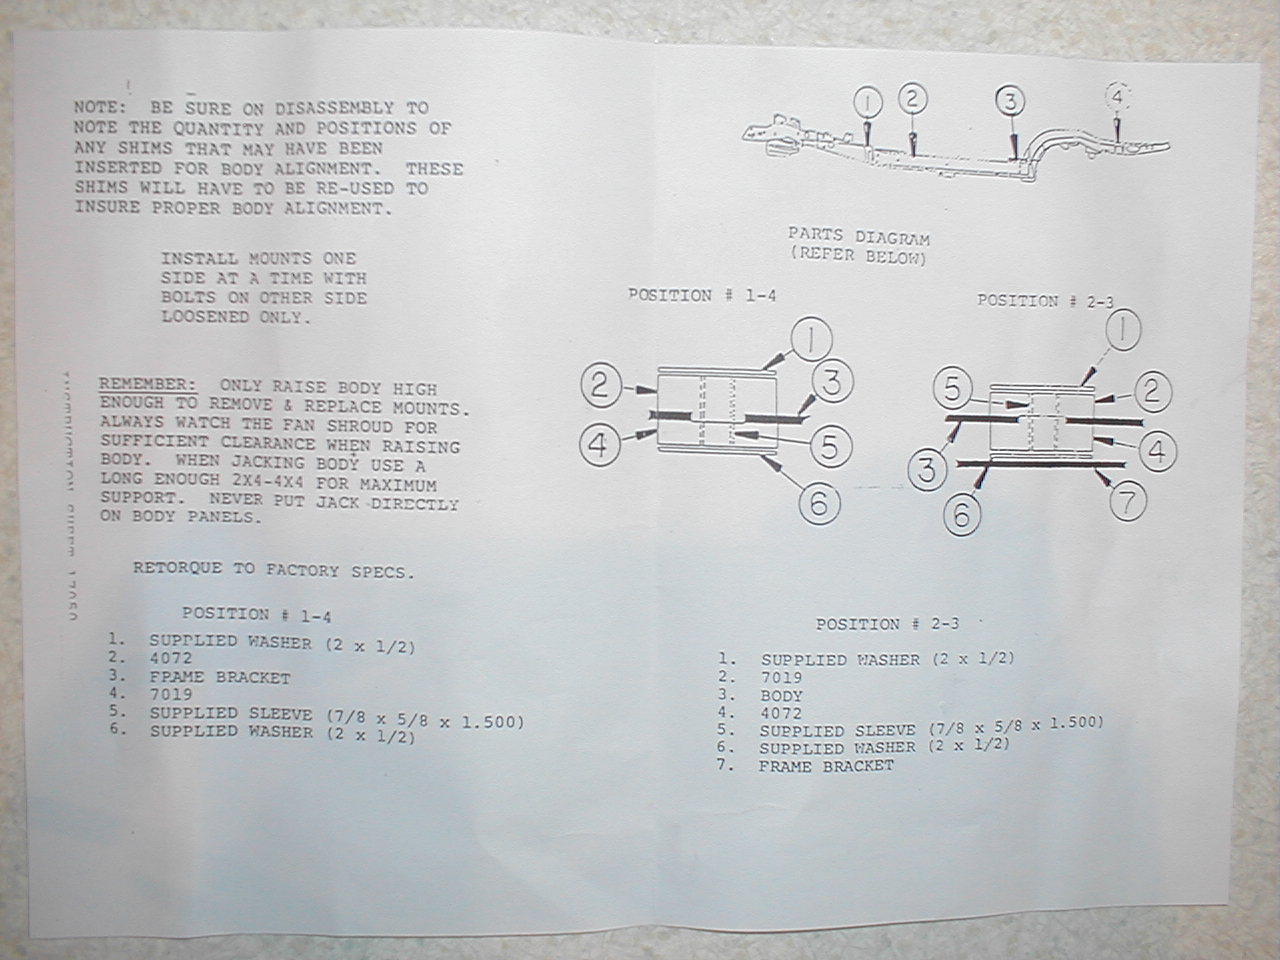 NOTE: BE SURE ON DISASSEMBLY TO
NOTE THE QUANTITY AND POSITIONS OF
ANY SHIMS THAT MAY HAVE BEEN
INSERTED FOR BODY ALIGNMENT. THESE
SHIMS WILL HAVE TO BE RE-USED TO
INSURE PROPER BODY ALIGNMENT.
INSTALL MOUNTS ONE
SIDE AT A TIME WITH
BOLTS ON OTHER SIDE
LOOSENED ONLY.
REMEMBER: ONLY RAISE BODY HIGH
ENOUGH TO REMOVE & REPLACE MOUNTS.
ALWAYS WATCH THE FAN SHROUD FOR
SUFFICIENT CLEARANCE WHEN RAISING
BODY. WHEN JACKING BODY USE A
LONG ENOUGH 2X4-4X4 FOR MAXIMUM
SUPPORT. NEVER PUT JACK DIRECTLY
ON BODY PANELS.
RETORQUE TO FACTORY SPECS.
POSITION # 1-4
1. SUPPLIED WASHER (2 x 1/2)
2. 4072
3. FRAME BRACKET
4. 7019
5. SUPPLIED SLEEVE (7/8 x 5/8 x 1.500)
6. SUPPLIED WASHER (2 x 1/2)
1 2 3 4
PARTS DIAGRAM
(REFER BELOW)
POSITION # 1-4
1
2 3
4 5
6
POSITION # 2-3
1
5 2
3 4
6 7
POSITION # 2-3
1. SUPPLIED WASHER (2 x 1/2)
2. 7019
3. BODY
4. 4072
5. SUPPLIED SLEEVE (7/8 x 5/8 x 1.500)
6. SUPPLIED WASHER (2 x 1/2)
7. FRAME BRACKET